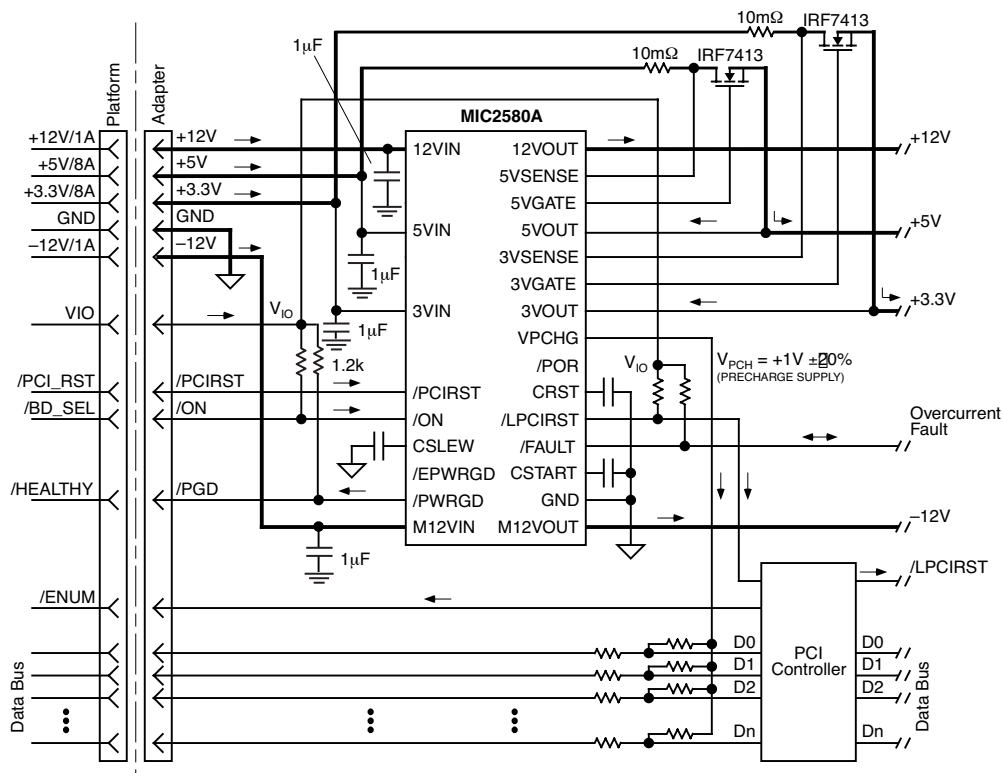 10mΩ
IRF7413
1µF
10mΩ
IRF7413
Platform
Adapter
MIC2580A
+12V/1A
+12V
12VIN
12VOUT
+12V
+5V/8A
+5V
5VSENSE
+3.3V/8A
+3.3V
5VGATE
GND
GND
5VIN
5VOUT
+5V
–12V/1A
–12V
3VSENSE
1µF
3VGATE
VIO
VIO
3VIN
3VOUT
+3.3V
1µF
VPCHG
1.2k
/POR
VIO
VPCH = +1V ±20%
(PRECHARGE SUPPLY)
/PCI_RST
/PCIRST
/PCIRST
CRST
/BD_SEL
/ON
/ON
/LPCIRST
Overcurrent
Fault
CSLEW
/FAULT
/EPWRGD
CSTART
/HEALTHY
/PGD
/PWRGD
GND
M12VIN
M12VOUT
–12V
1µF
/LPCIRST
/ENUM
PCI
Controller
D0
D0
D1
D1
D2
D2
Dn
Dn
Data Bus
Data Bus